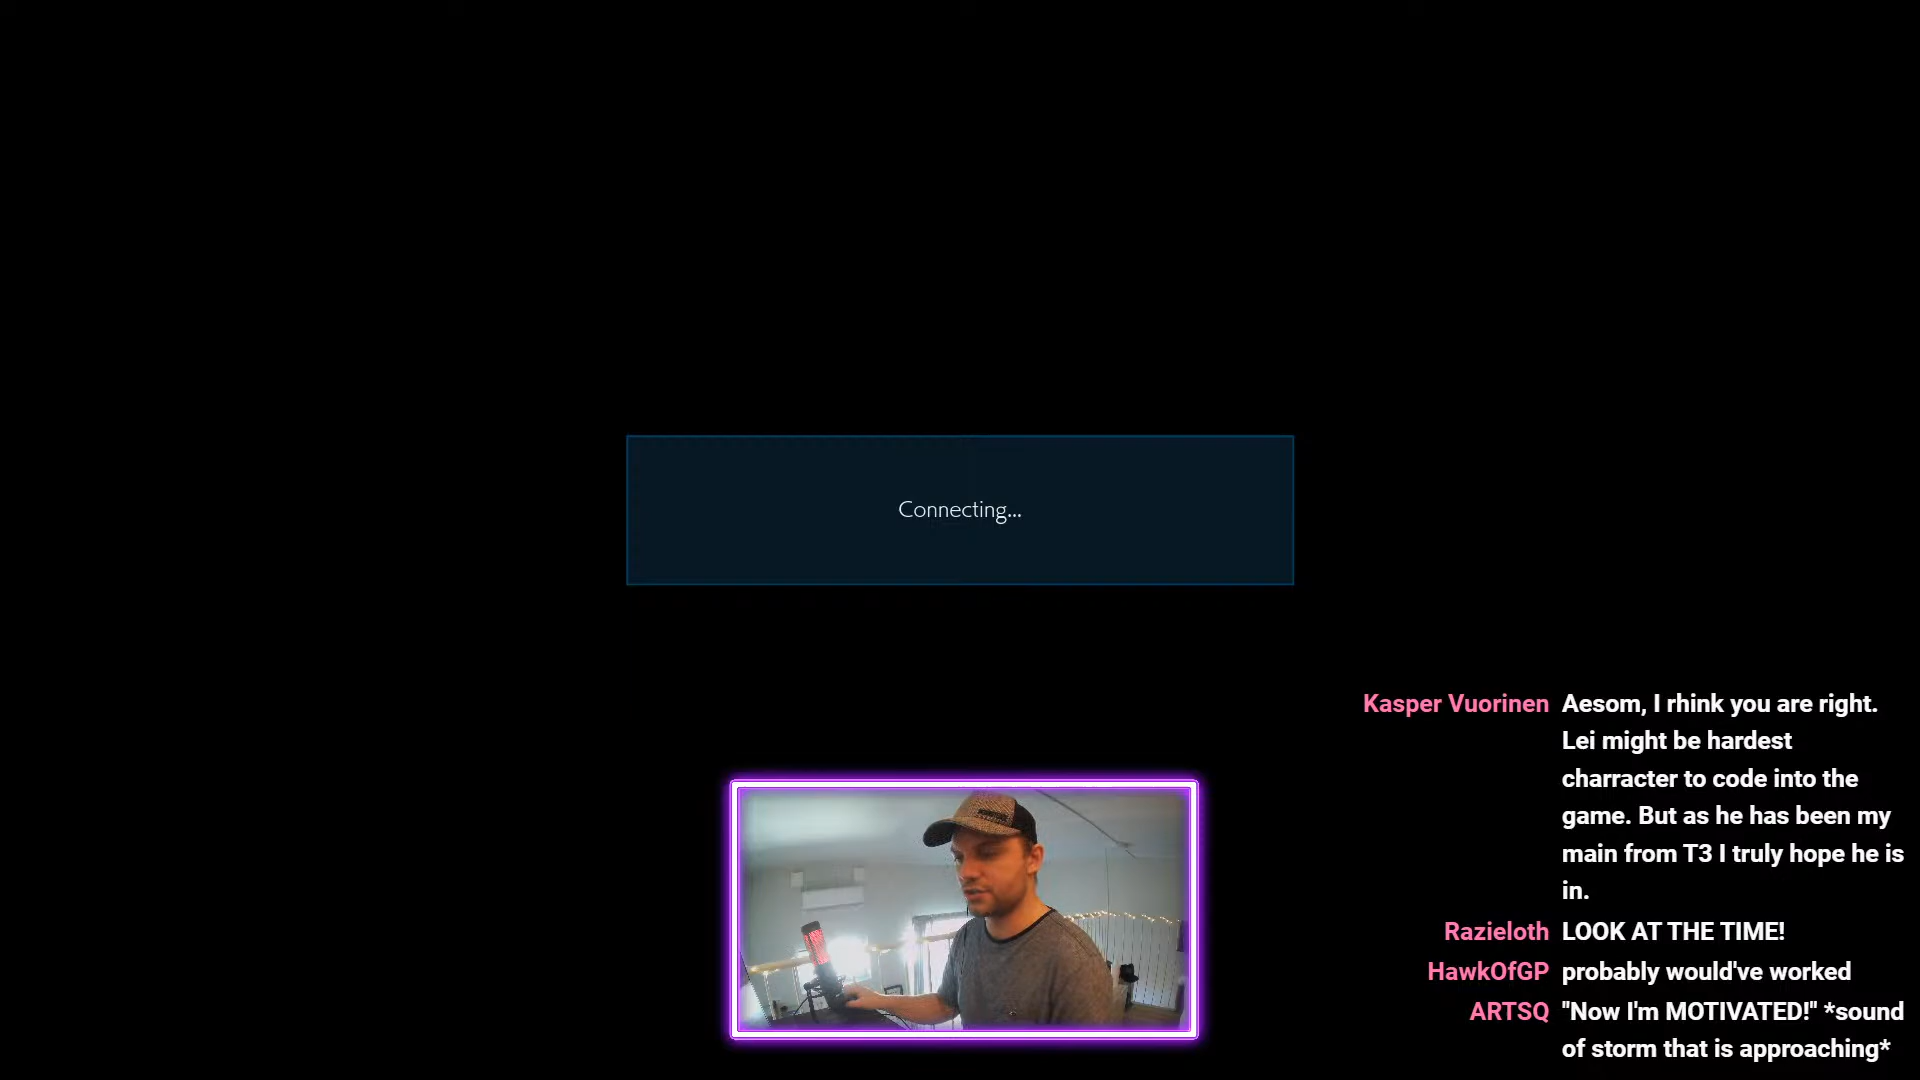 Connecting...
Kasper Vuorinen Aesom, I rhink you are right.
Lei might be hardest
charracter to code into the
game. But as he has been my
main from T3 I truly hope he is
in.
Razieloth LOOK AT THE TIME!
HawkOfGP probably would've worked
ARTSQ "Now I'm MOTIVATED!" *sound
of storm that is approaching*